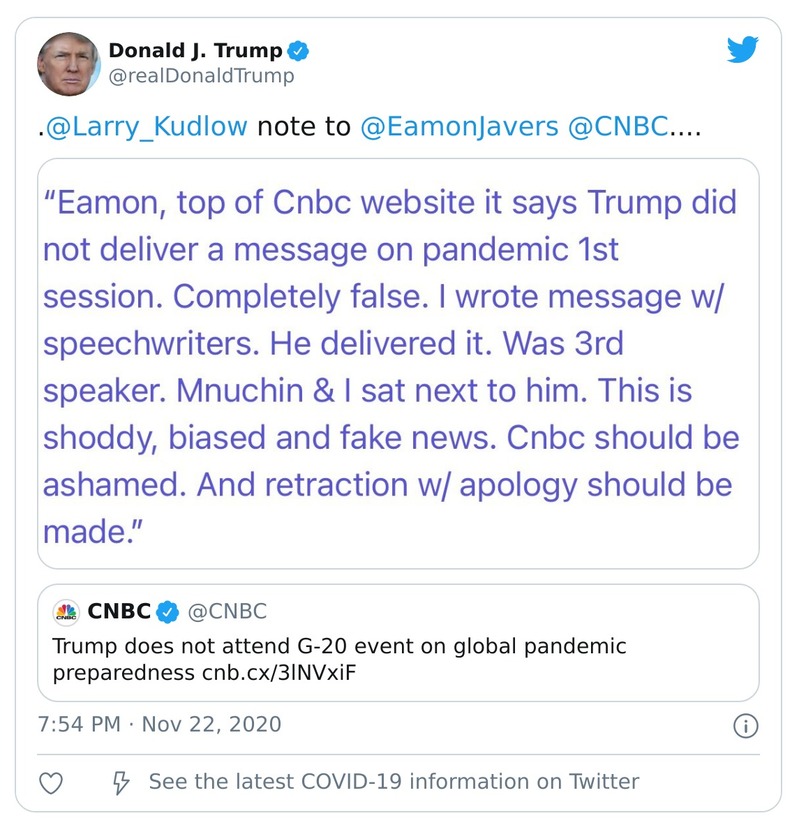 Donald J. Trump
@realDonaldTrump
.@Larry_Kudlow note to @EamonJavers @CNBC....
“Eamon, top of Cnbc website it says Trump did
not deliver a message on pandemic 1st
session. Completely false. I wrote message w/
speechwriters. He delivered it. Was 3rd
speaker. Mnuchin & I sat next to him. This is
shoddy, biased and fake news. Cnbc should be
ashamed. And retraction w/ apology should be
made.”
CNBC
CNBC @CNBC
Trump does not attend G-20 event on global pandemic
preparedness cnb.cx/3lNVxiF
7:54 PM · Nov 22, 2020
See the latest COVID-19 information on Twitter